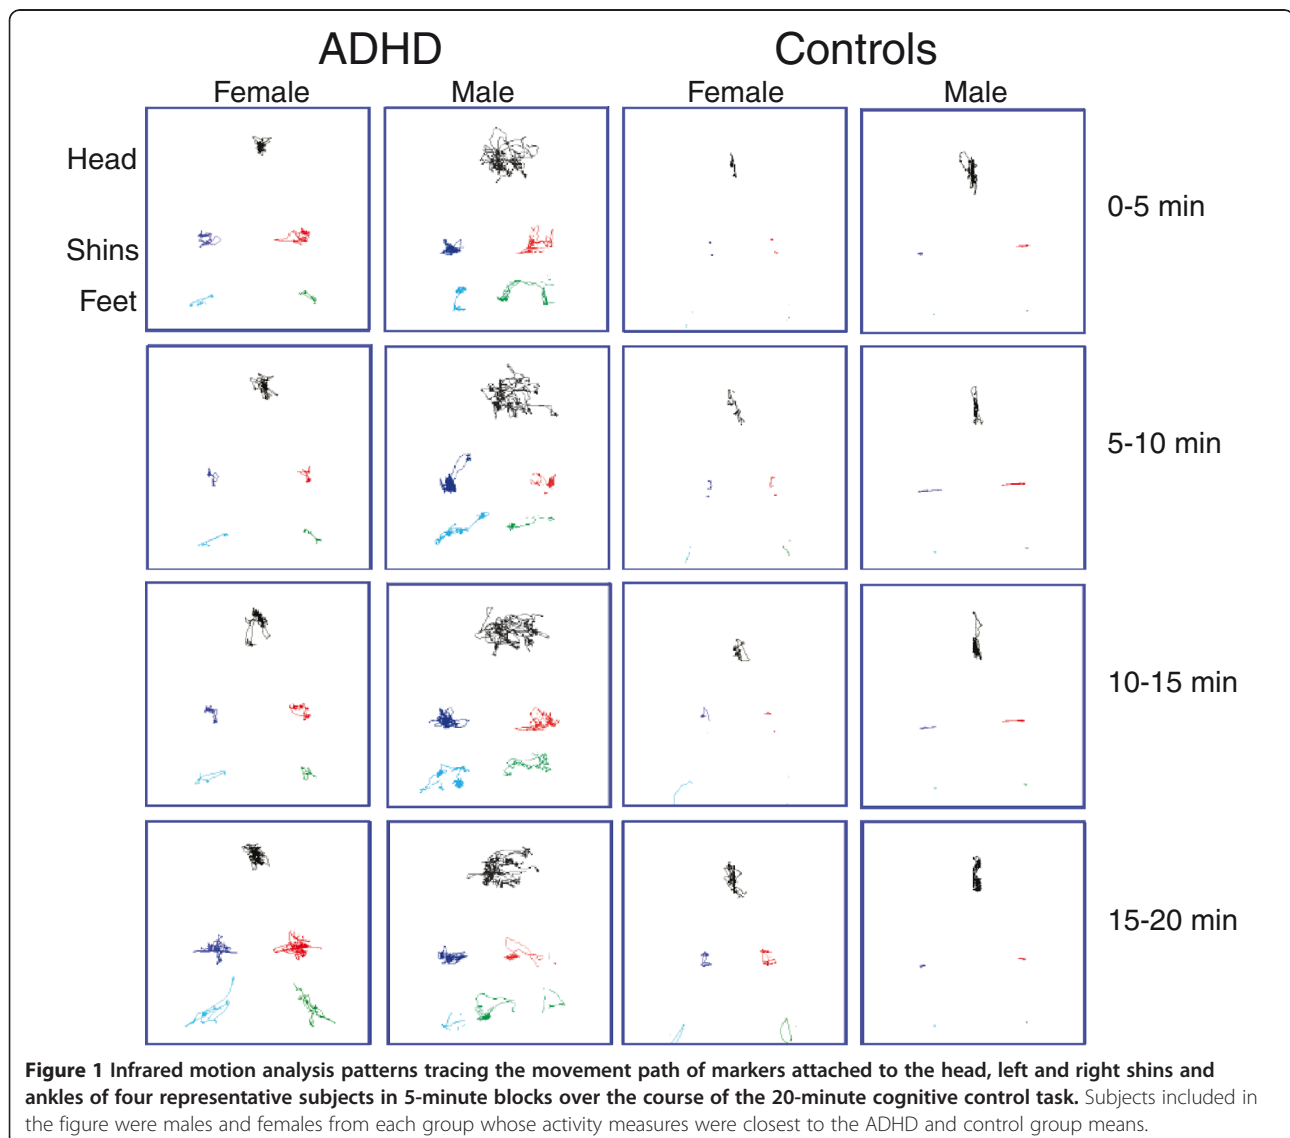 ADHD Controls
Female Male Female Male
Head
0-5 min
Shins
Feet
5-10 min
10-15 min
15-20 min
Figure 1 Infrared motion analysis patterns tracing the movement path of markers attached to the head, left and right shins and
ankles of four representative subjects in 5-minute blocks over the course of the 20-minute cognitive control task. Subjects included in
the figure were males and females from each group whose activity measures were closest to the ADHD and control group means.